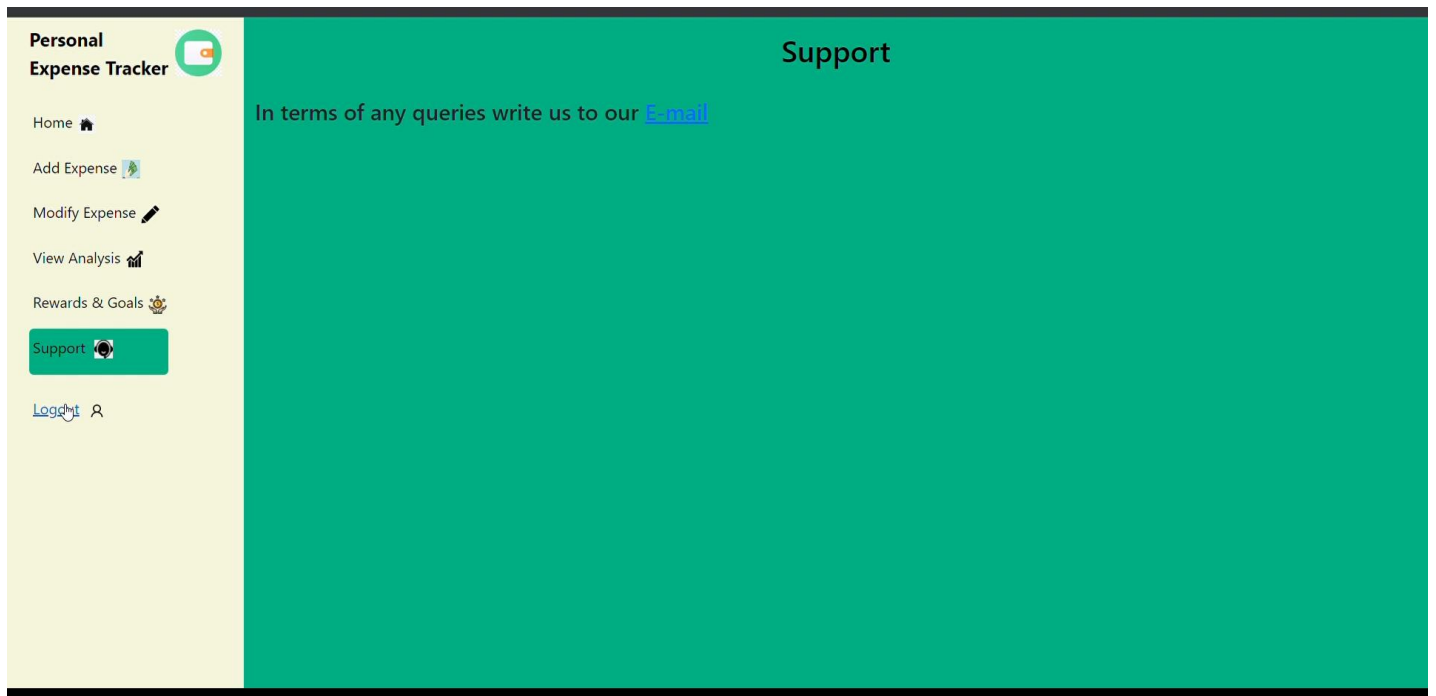 Personal
Expense Tracker
Home
Add Expense
Modify Expense
View Analysis
Rewards & Goals
Support
Logout
Support
In terms of any queries write us to our E-mail